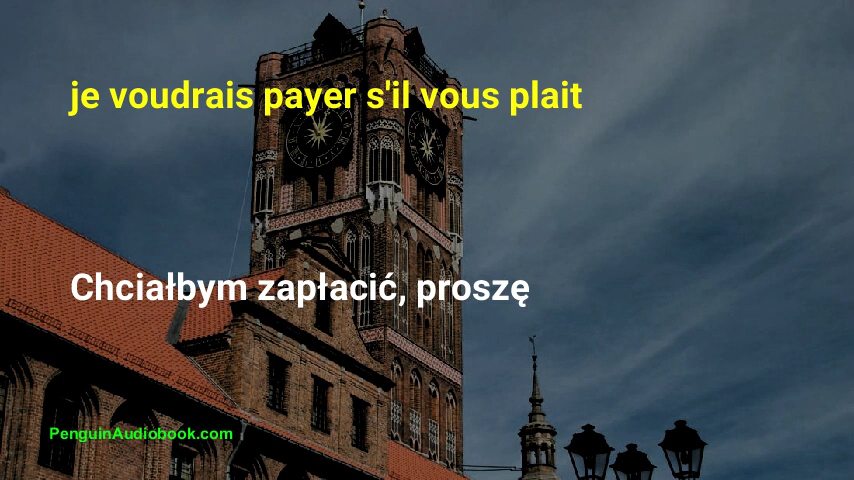 je voudrais payer s'il vous plait
Chciałbym zapłacić, proszę
PenguinAudiobook.com